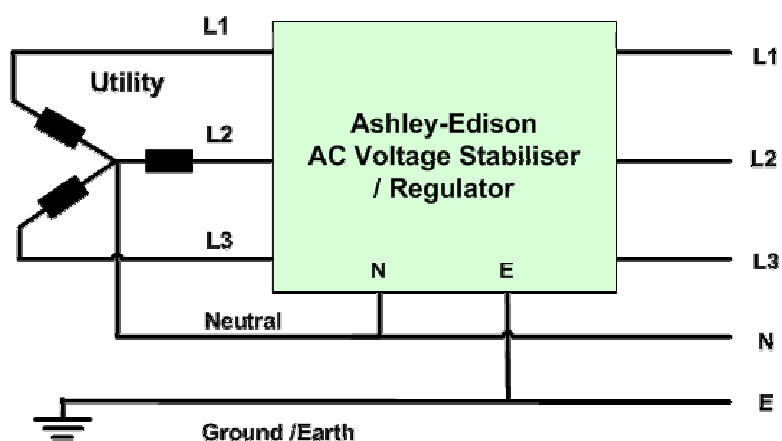 L1
Utility
L1
Ashley-Edison
AC Voltage Stabiliser
/ Regulator
L2
L2
L3
L3
N
E
Neutral
N
E
Ground /Earth